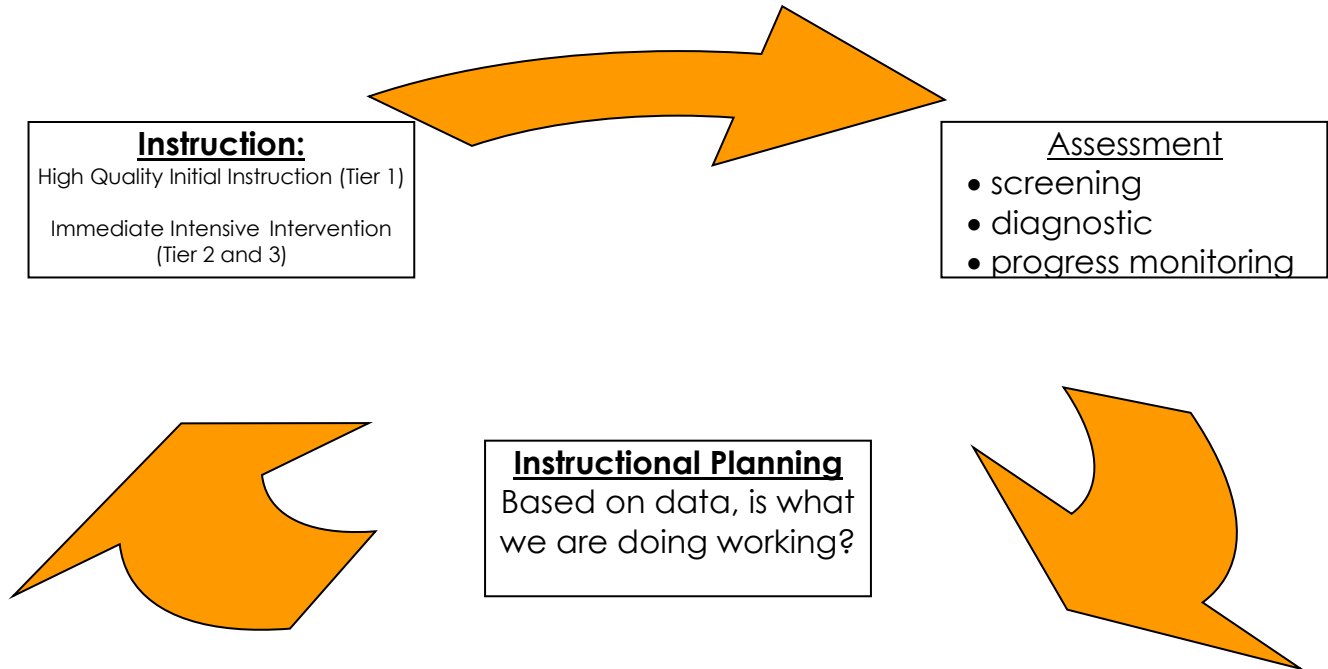 Instruction:
High Quality Initial Instruction (Tier 1)
Immediate Intensive Intervention
(Tier 2 and 3)
Assessment
• screening
• diagnostic
• progress monitoring
Instructional Planning
Based on data, is what
we are doing working?